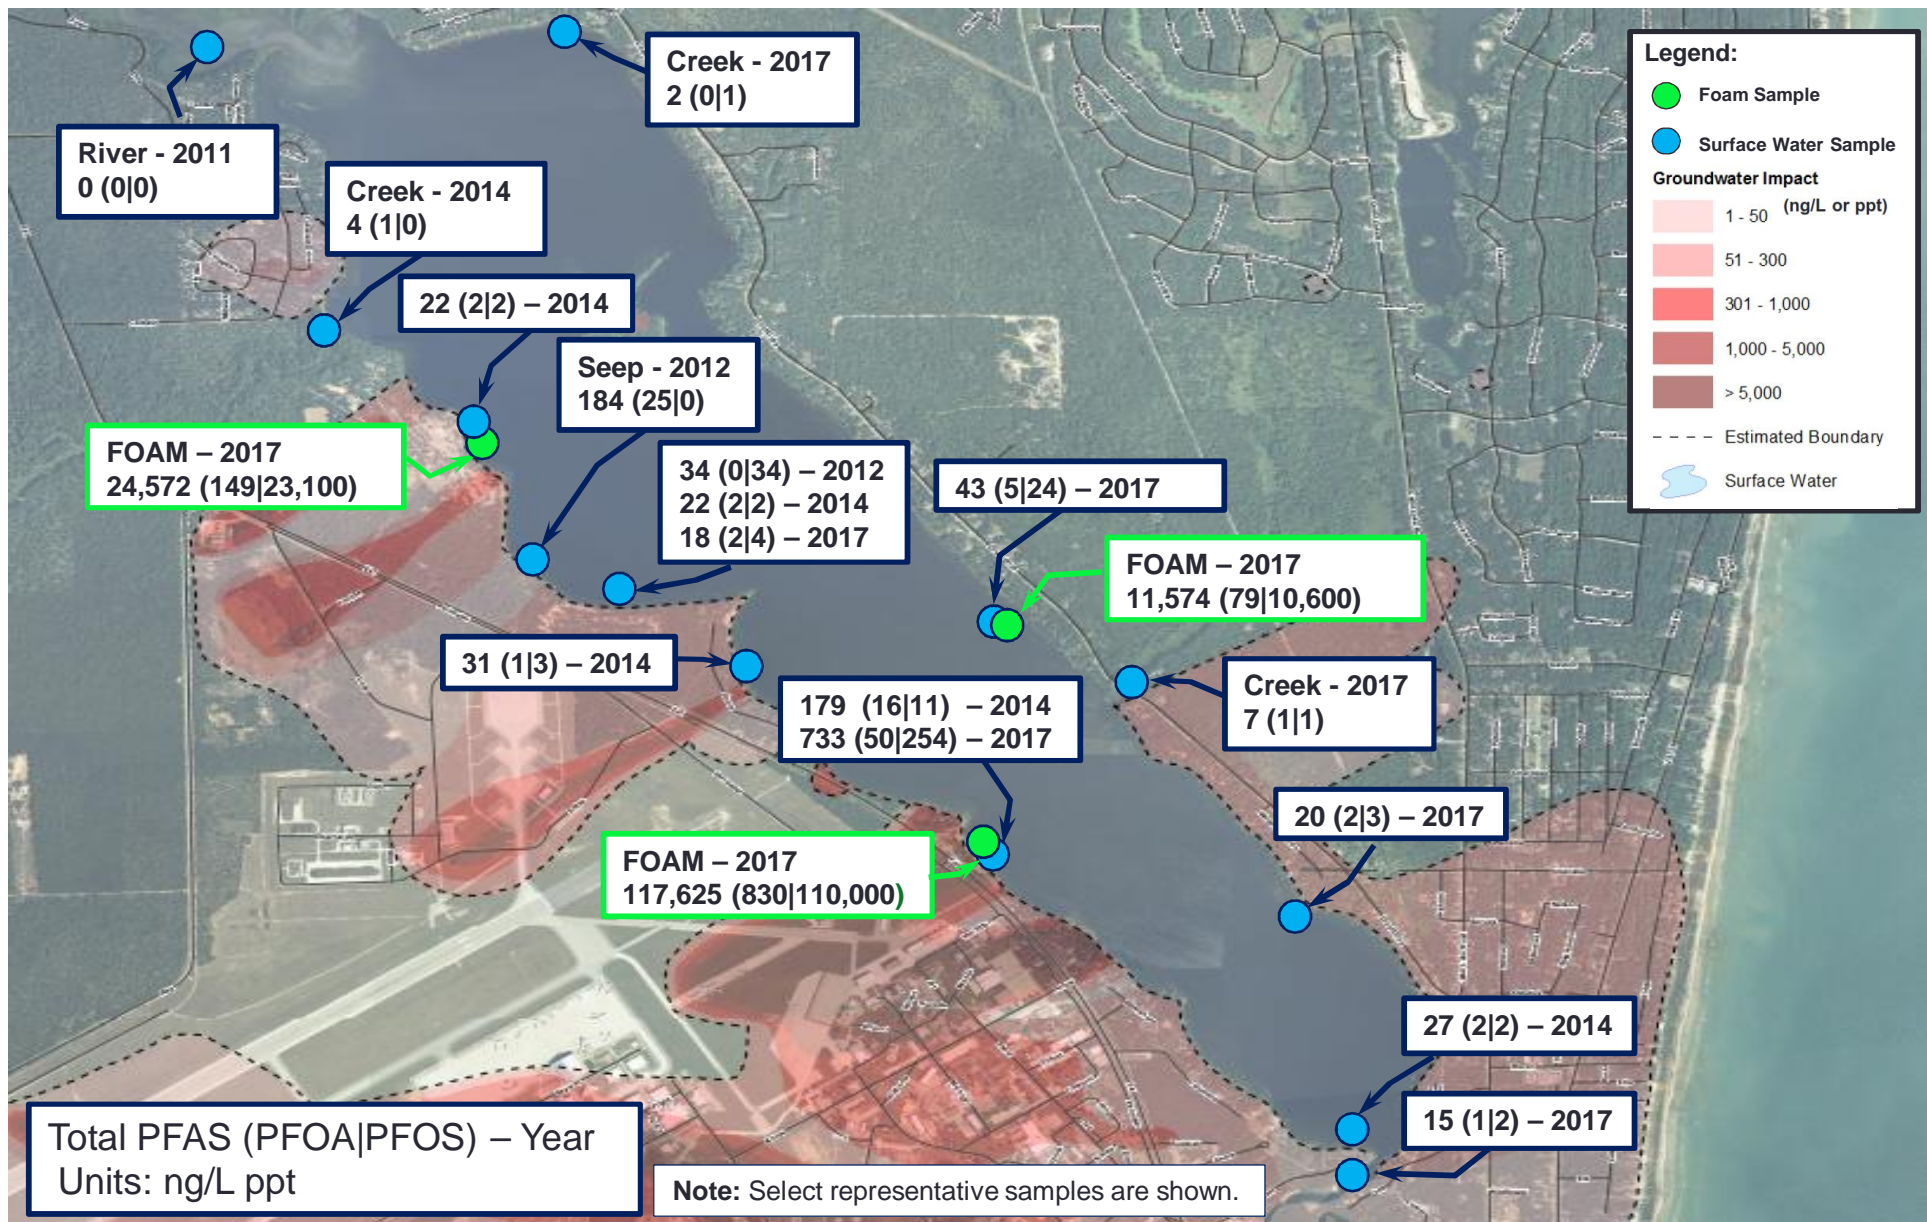 Creek - 2017
2 (0|1)
River - 2011
0 (0|0)
Creek - 2014
4 (1|0)
22 (2|2) – 2014
Seep - 2012
184 (25|0)
FOAM – 2017
24,572 (149|23,100)
34 (0|34) – 2012
22 (2|2) – 2014
18 (2|4) – 2017
43 (5|24) – 2017
FOAM – 2017
11,574 (79|10,600)
31 (1|3) – 2014
179 (16|11) – 2014
733 (50|254) – 2017
Creek - 2017
7 (1|1)
20 (2|3) – 2017
FOAM – 2017
117,625 (830|110,000)
27 (2|2) – 2014
15 (1|2) – 2017
Total PFAS (PFOA|PFOS) – Year
Units: ng/L ppt
Note: Select representative samples are shown.
Legend:
Foam Sample
Surface Water Sample
Groundwater Impact
(ng/L or ppt)
1 - 50
51 - 300
301 - 1,000
1,000 - 5,000
> 5,000
Estimated Boundary
Surface Water